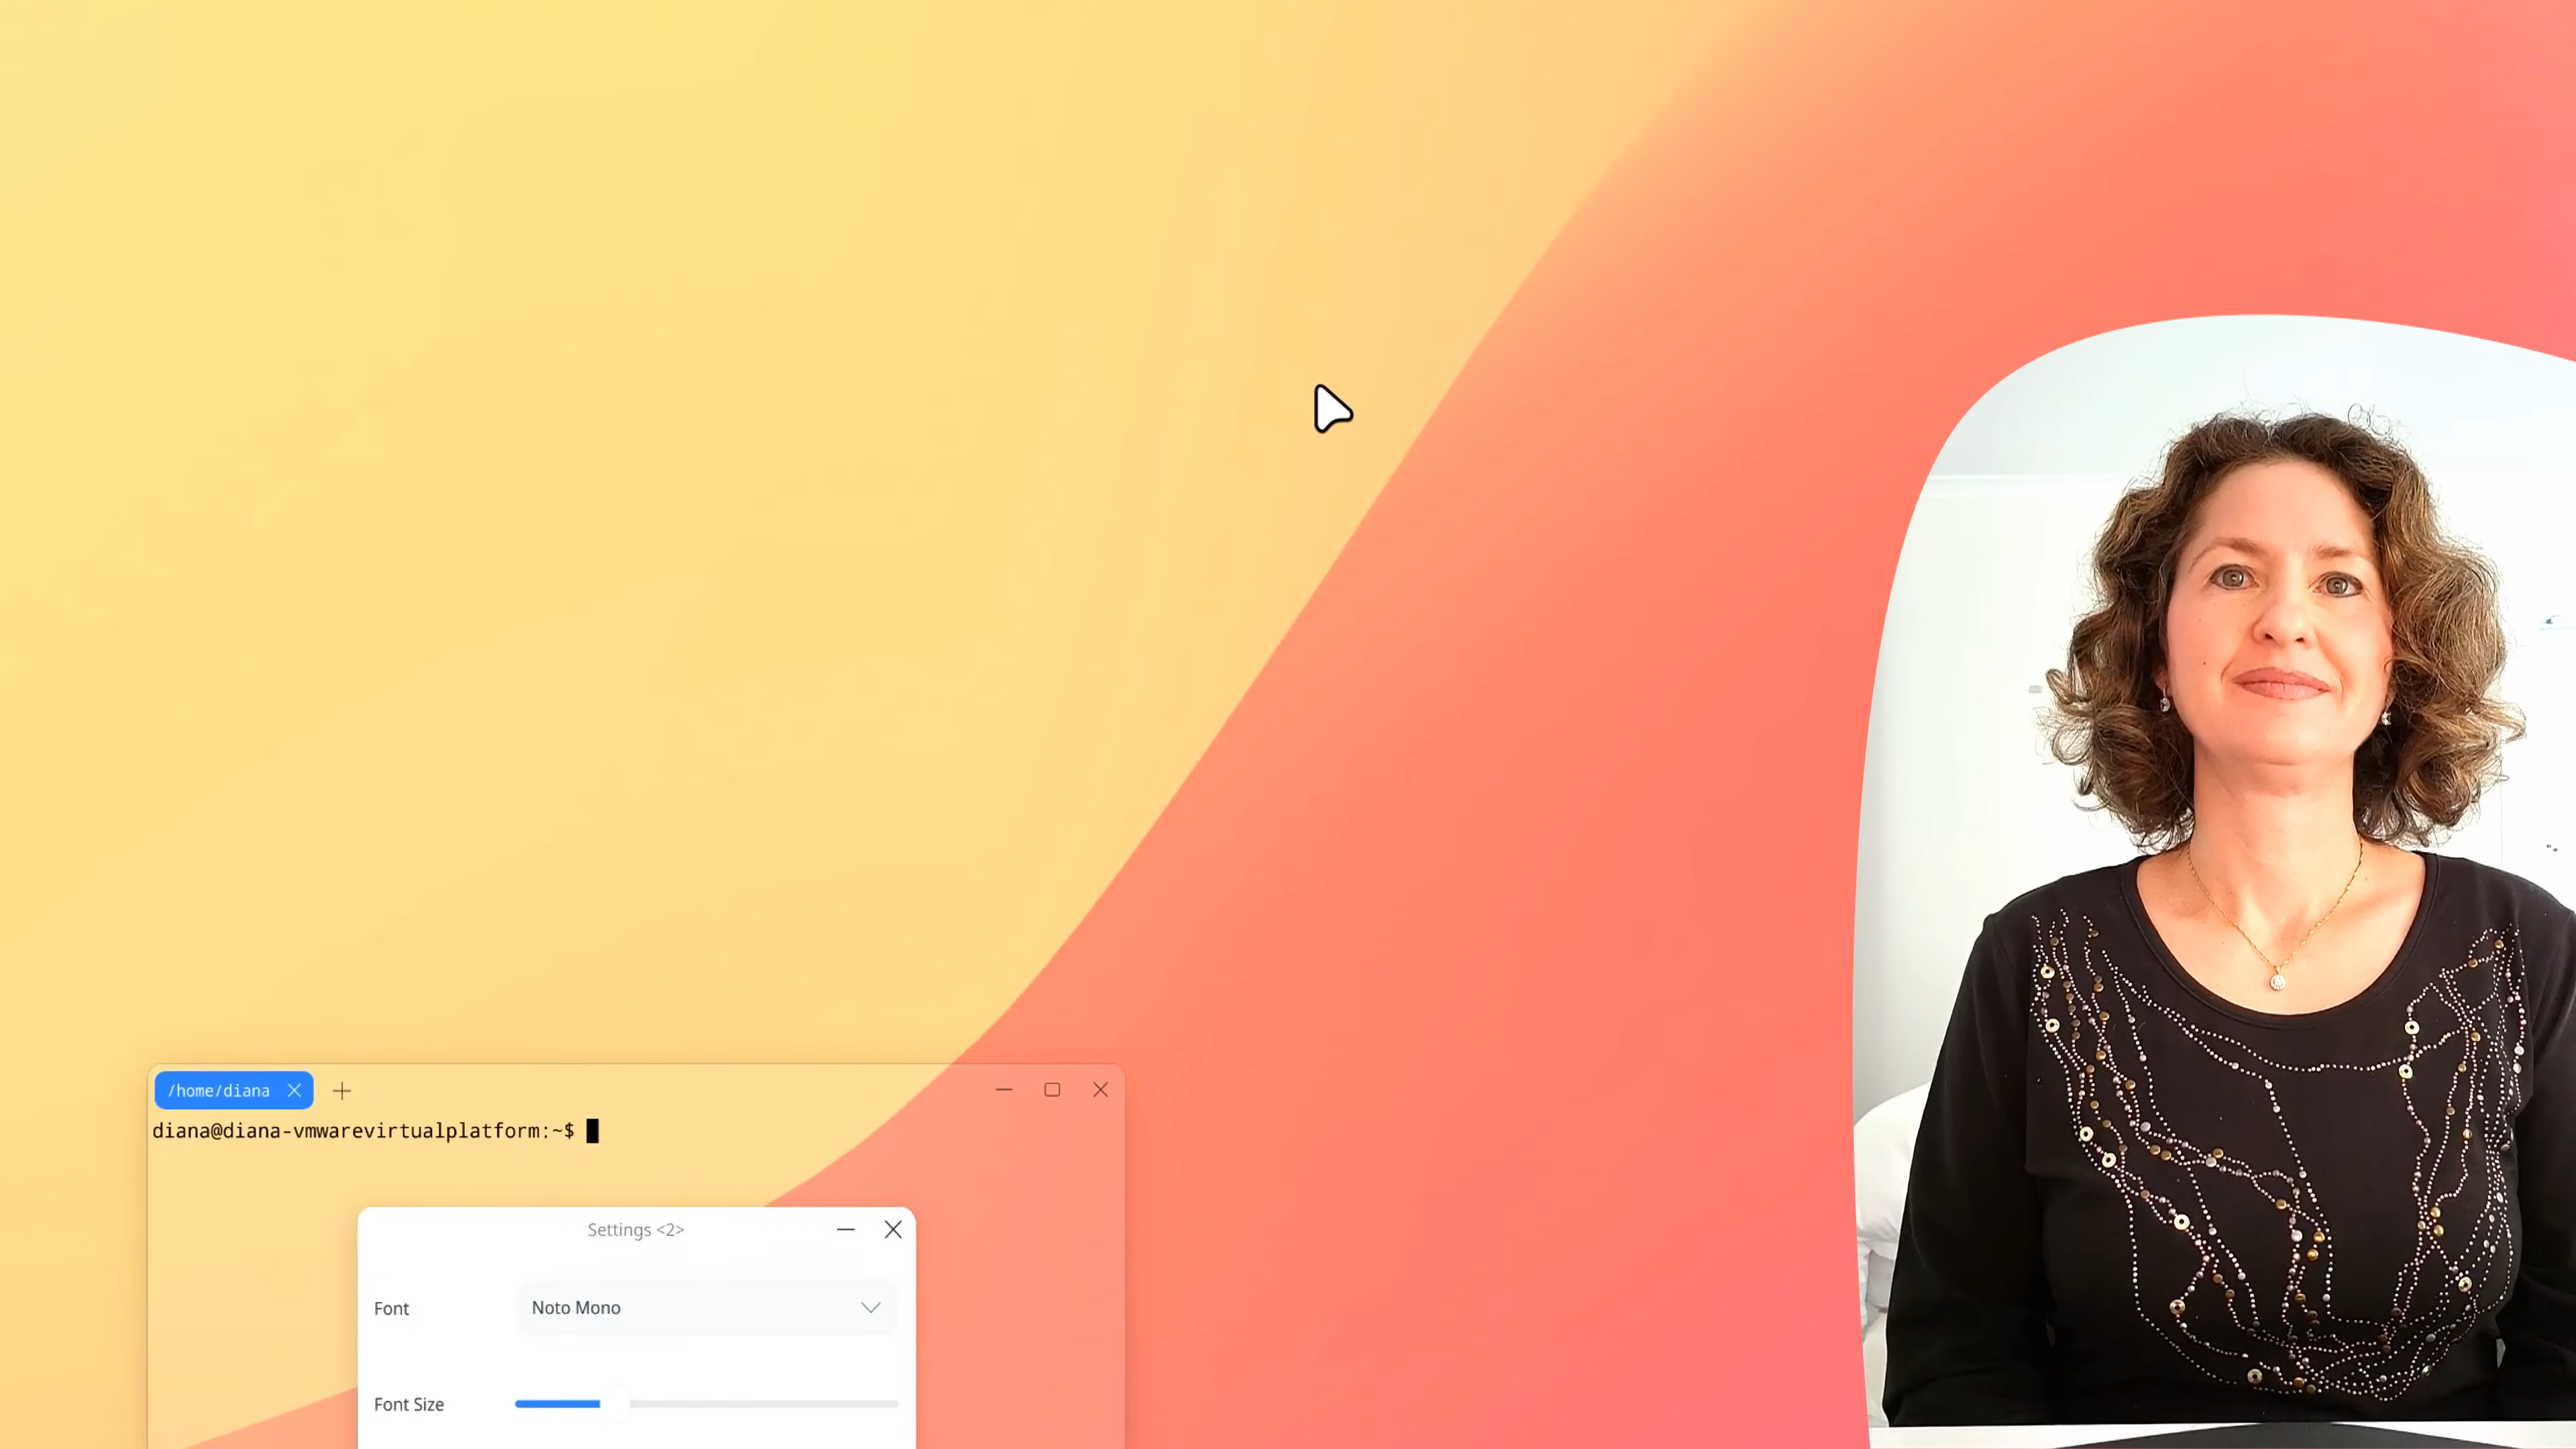 /home/diana
diana@diana-vmwarevirtualplatform:~$
Settings <2>
Font
Noto Mono
Font Size